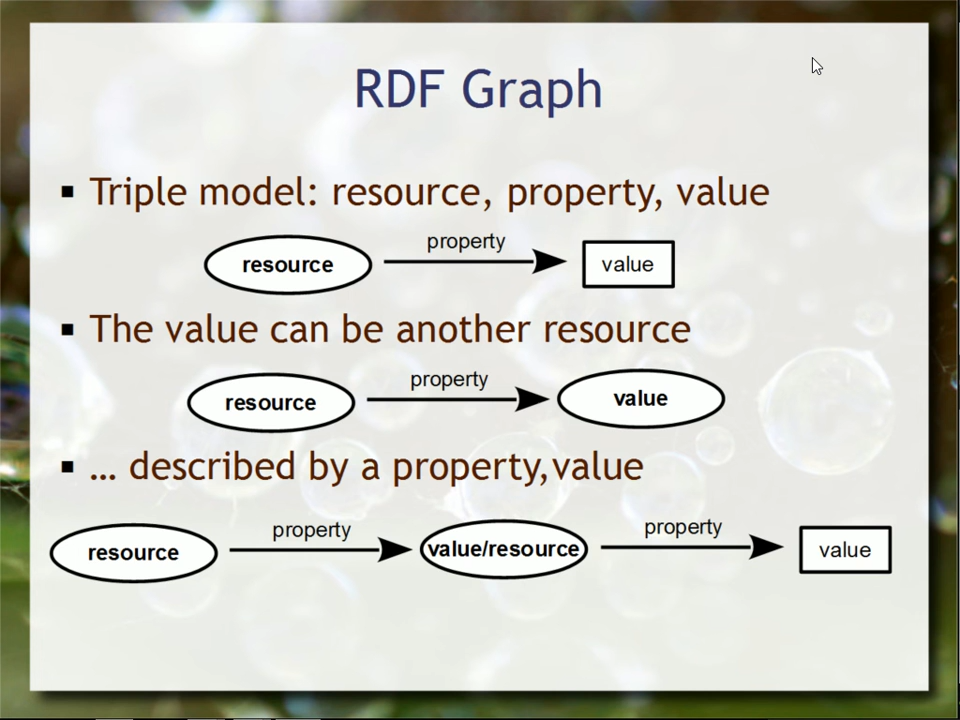 RDF Graph
▪ Triple model: resource, property, value
resource property value
▪ The value can be another resource
resource property value
▪ … described by a property,value
resource property value/resource property value